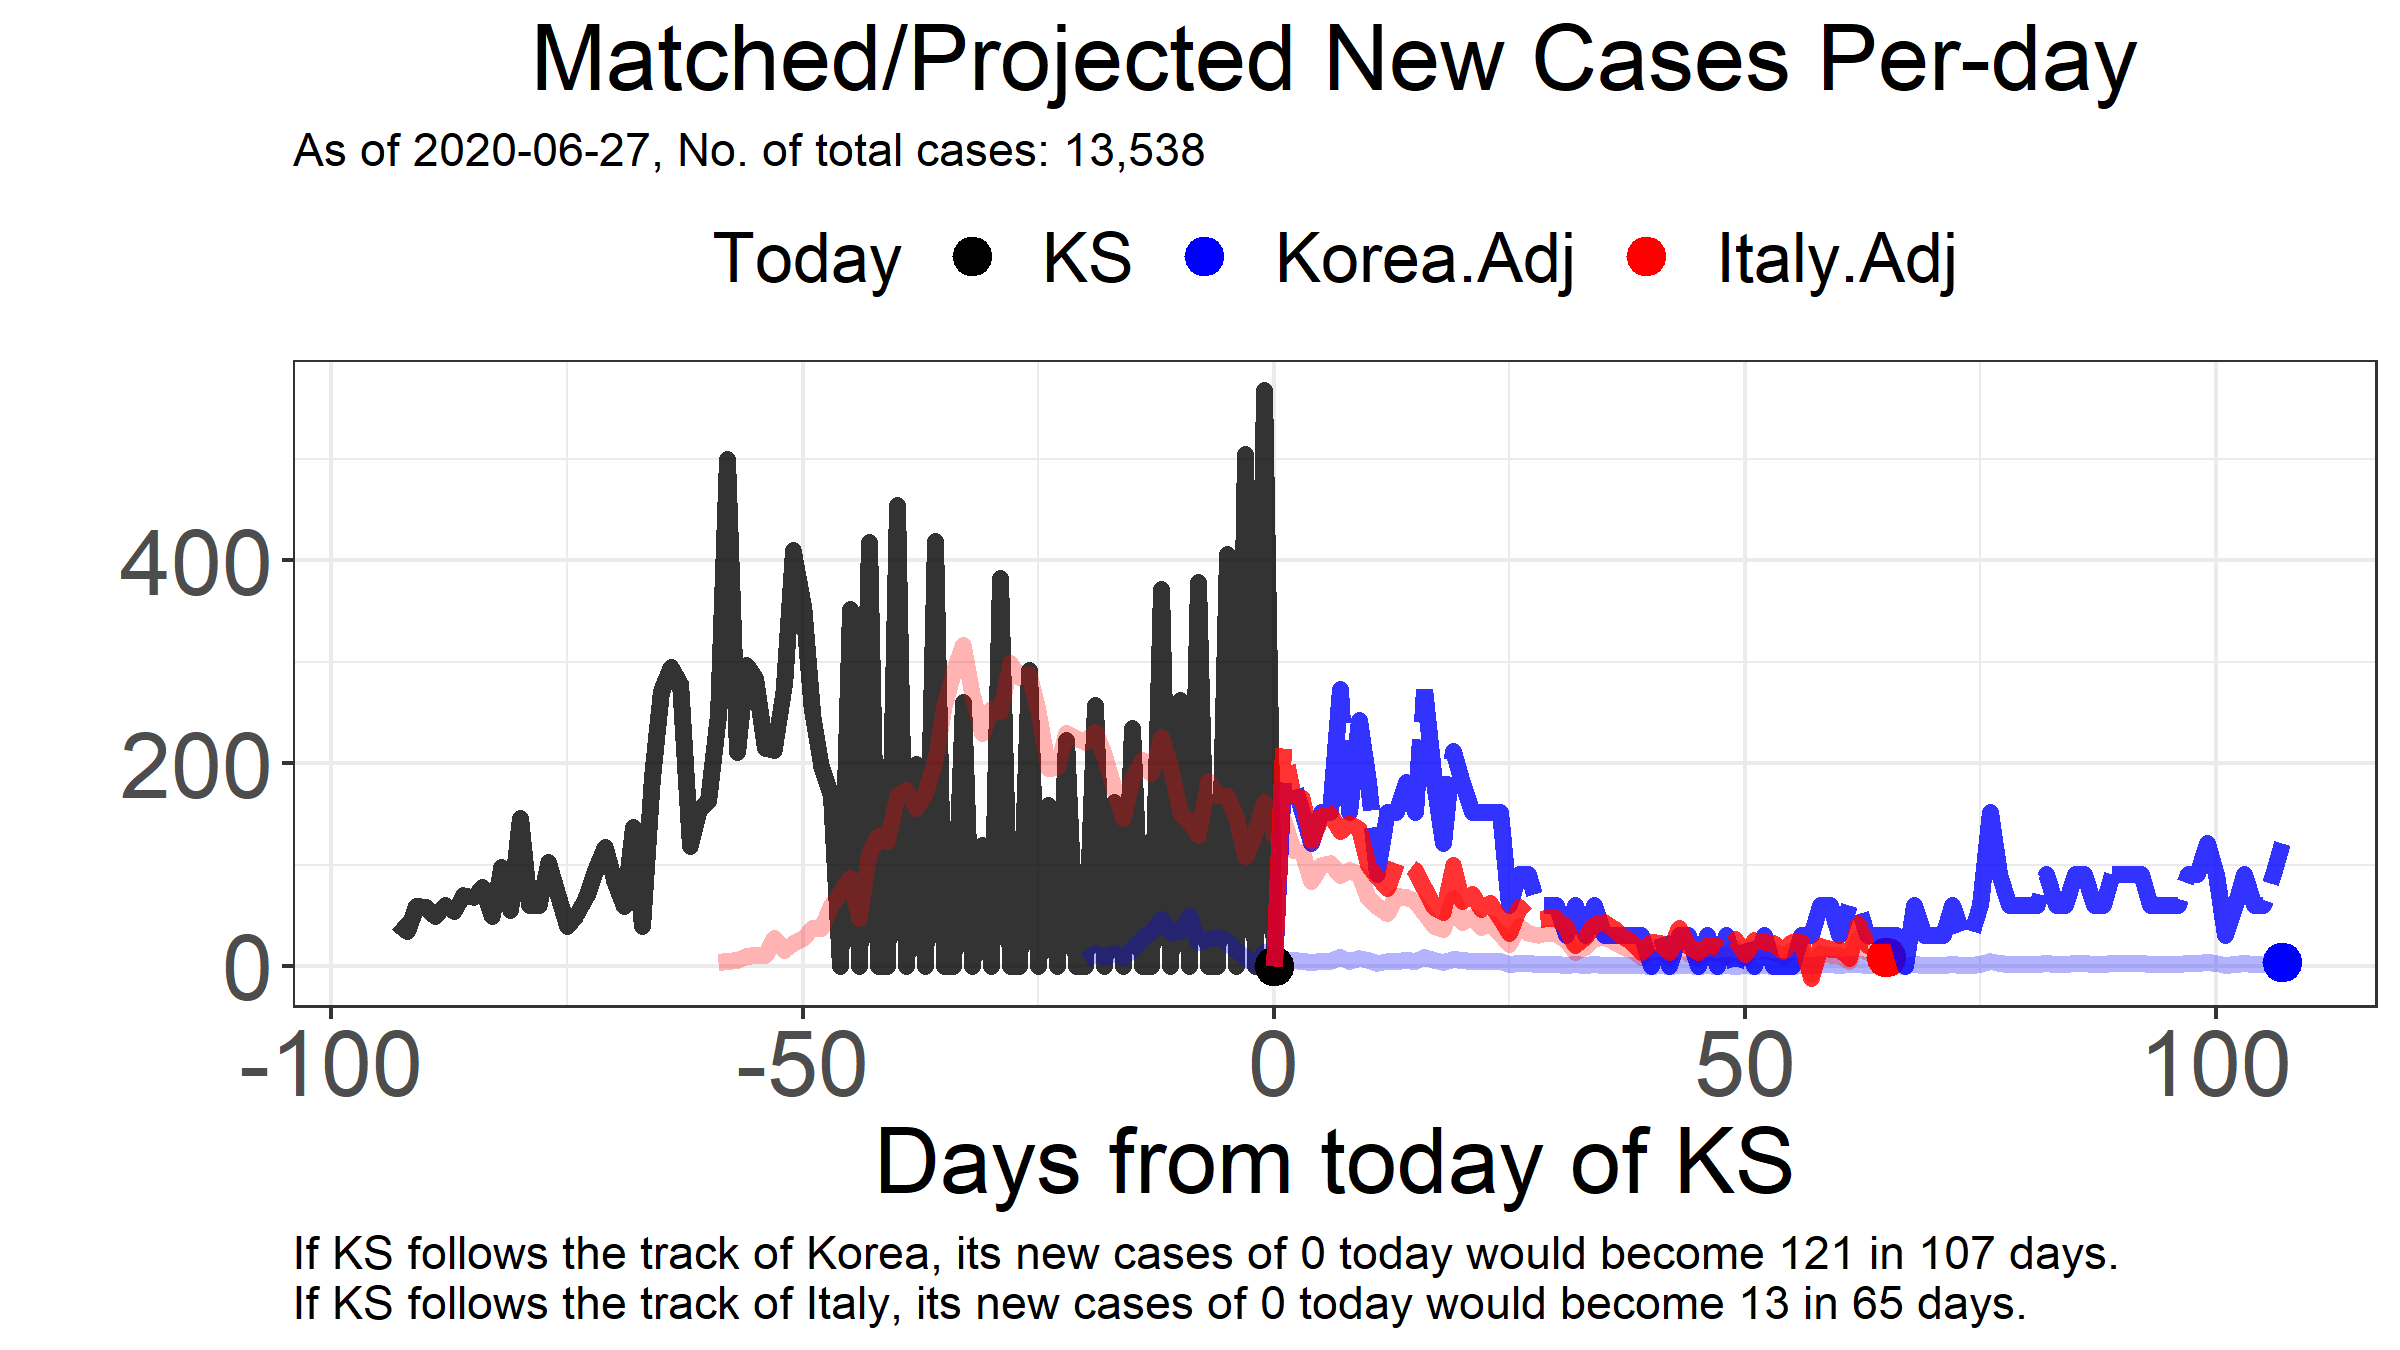 Matched/Projected New Cases Per-day
As of 2020-06-27, No. of total cases: 13,538
Today KS Korea.Adj Italy.Adj
400
200
0
-100 -50 0 50 100
Days from today of KS
If KS follows the track of Korea, its new cases of 0 today would become 121 in 107 days.
If KS follows the track of Italy, its new cases of 0 today would become 13 in 65 days.